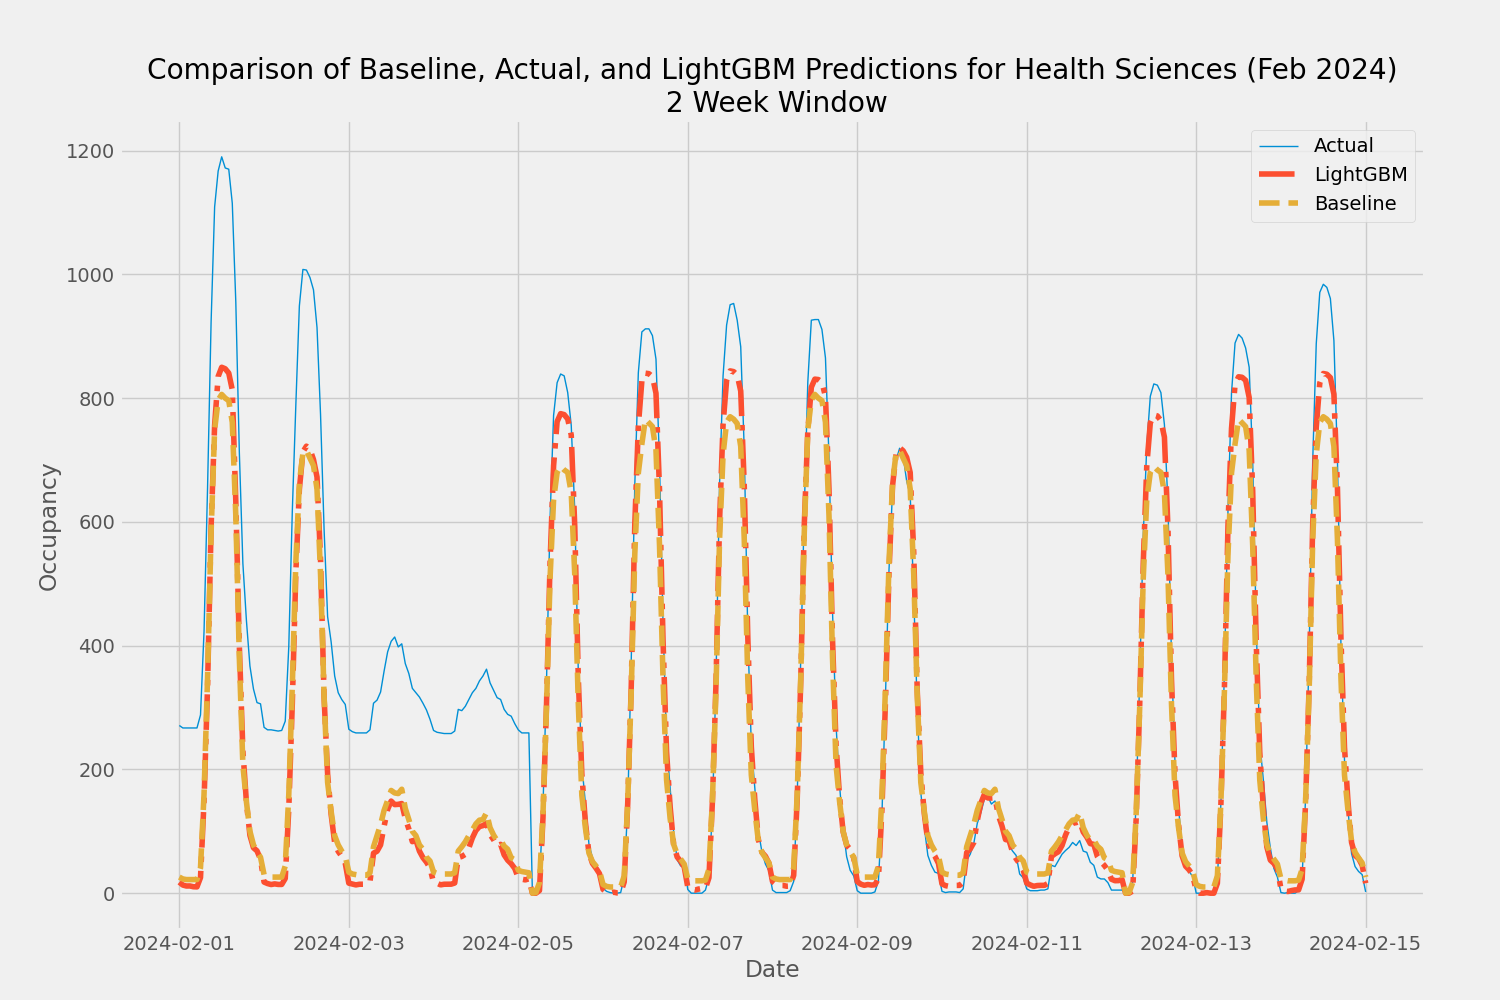 Comparison of Baseline, Actual, and LightGBM Predictions for Health Sciences (Feb 2024)
2 Week Window
Actual
LightGBM
Baseline
1200
1000
800
600
400
200
0
Occupancy
2024-02-01
2024-02-03
2024-02-05
2024-02-07
2024-02-09
2024-02-11
2024-02-13
2024-02-15
Date